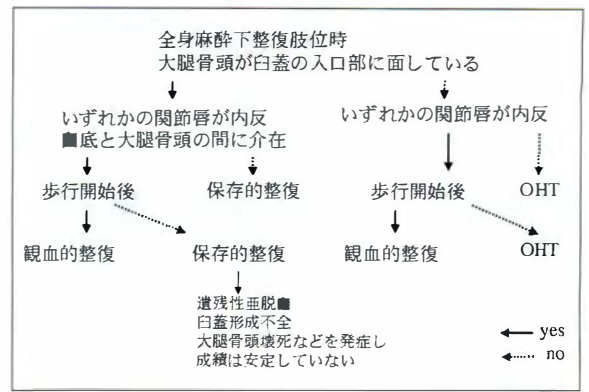 全身麻酔下整復肢位時
大腿骨頭が臼蓋の入口部に面している
いずれかの関節唇が内反
■底と大腿骨頭の間に介在
いずれかの関節唇が内反
歩行開始後
保存的整復
歩行開始後
OHT
観血的整復
保存的整復
観血的整復
OHT
遺残性亜脱■
臼蓋形成不全
大腿骨頭壊死などを発症し
成績は安定していない
yes
no